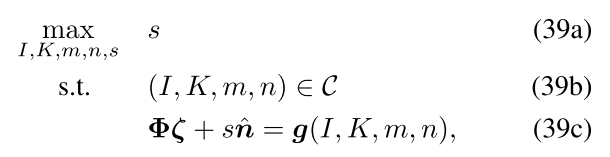 max s (39a)
I,K,m,n,s
s.t. (I, K, m, n) ∈ 𝒞 (39b)
Φζ + sn̂ = g(I, K, m, n), (39c)